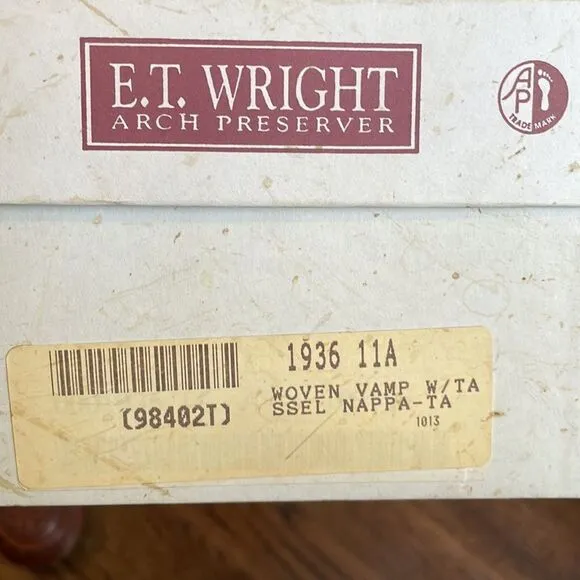 E.T. WRIGHT
ARCH PRESERVER
AP
TRADE MARK
1936 11A
(98402T)
WOVEN VAMP W/TA
SSEL NAPPA-TA
1013